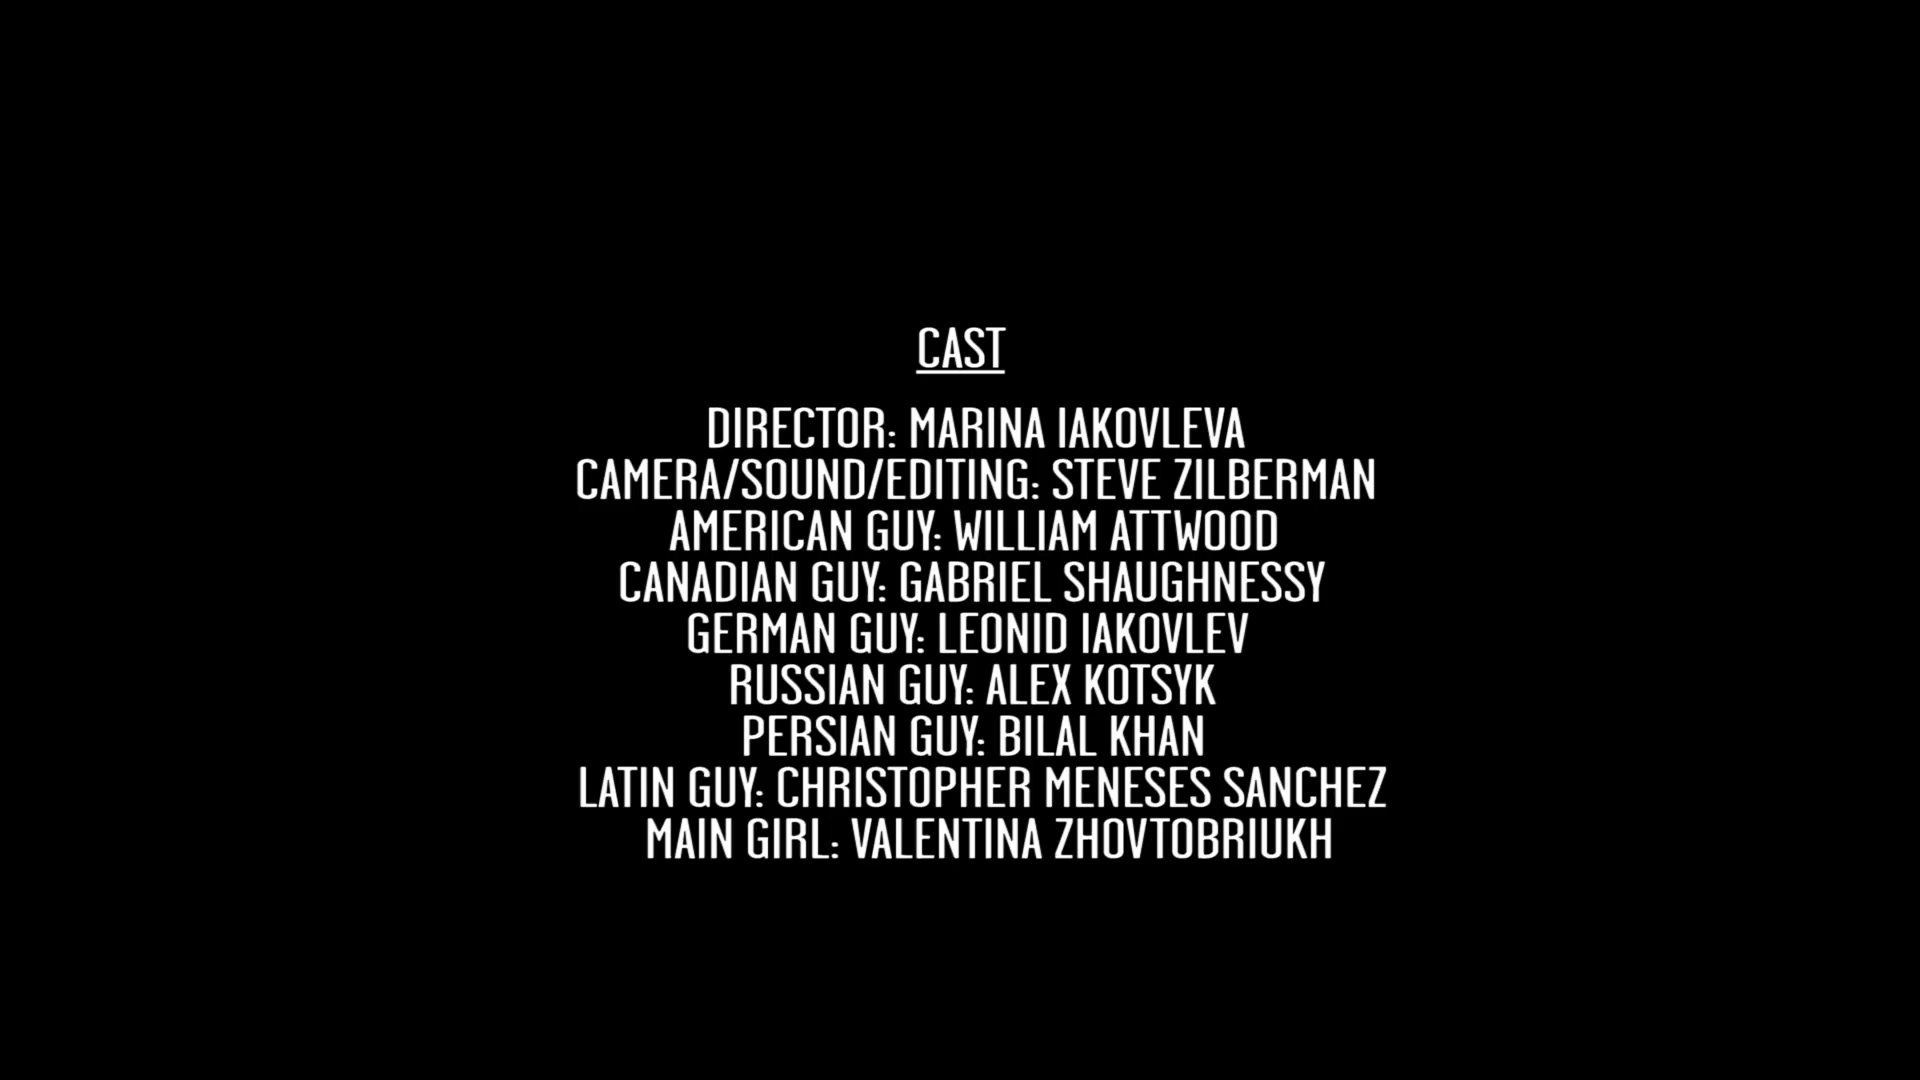 CAST
DIRECTOR: MARINA IAKOVLEVA
CAMERA/SOUND/EDITING: STEVE ZILBERMAN
AMERICAN GUY: WILLIAM ATTWOOD
CANADIAN GUY: GABRIEL SHAUGHNESSY
GERMAN GUY: LEONID IAKOVLEV
RUSSIAN GUY: ALEX KOTSYK
PERSIAN GUY: BILAL KHAN
LATIN GUY: CHRISTOPHER MENESES SANCHEZ
MAIN GIRL: VALENTINA ZHOVTOBRIUKH